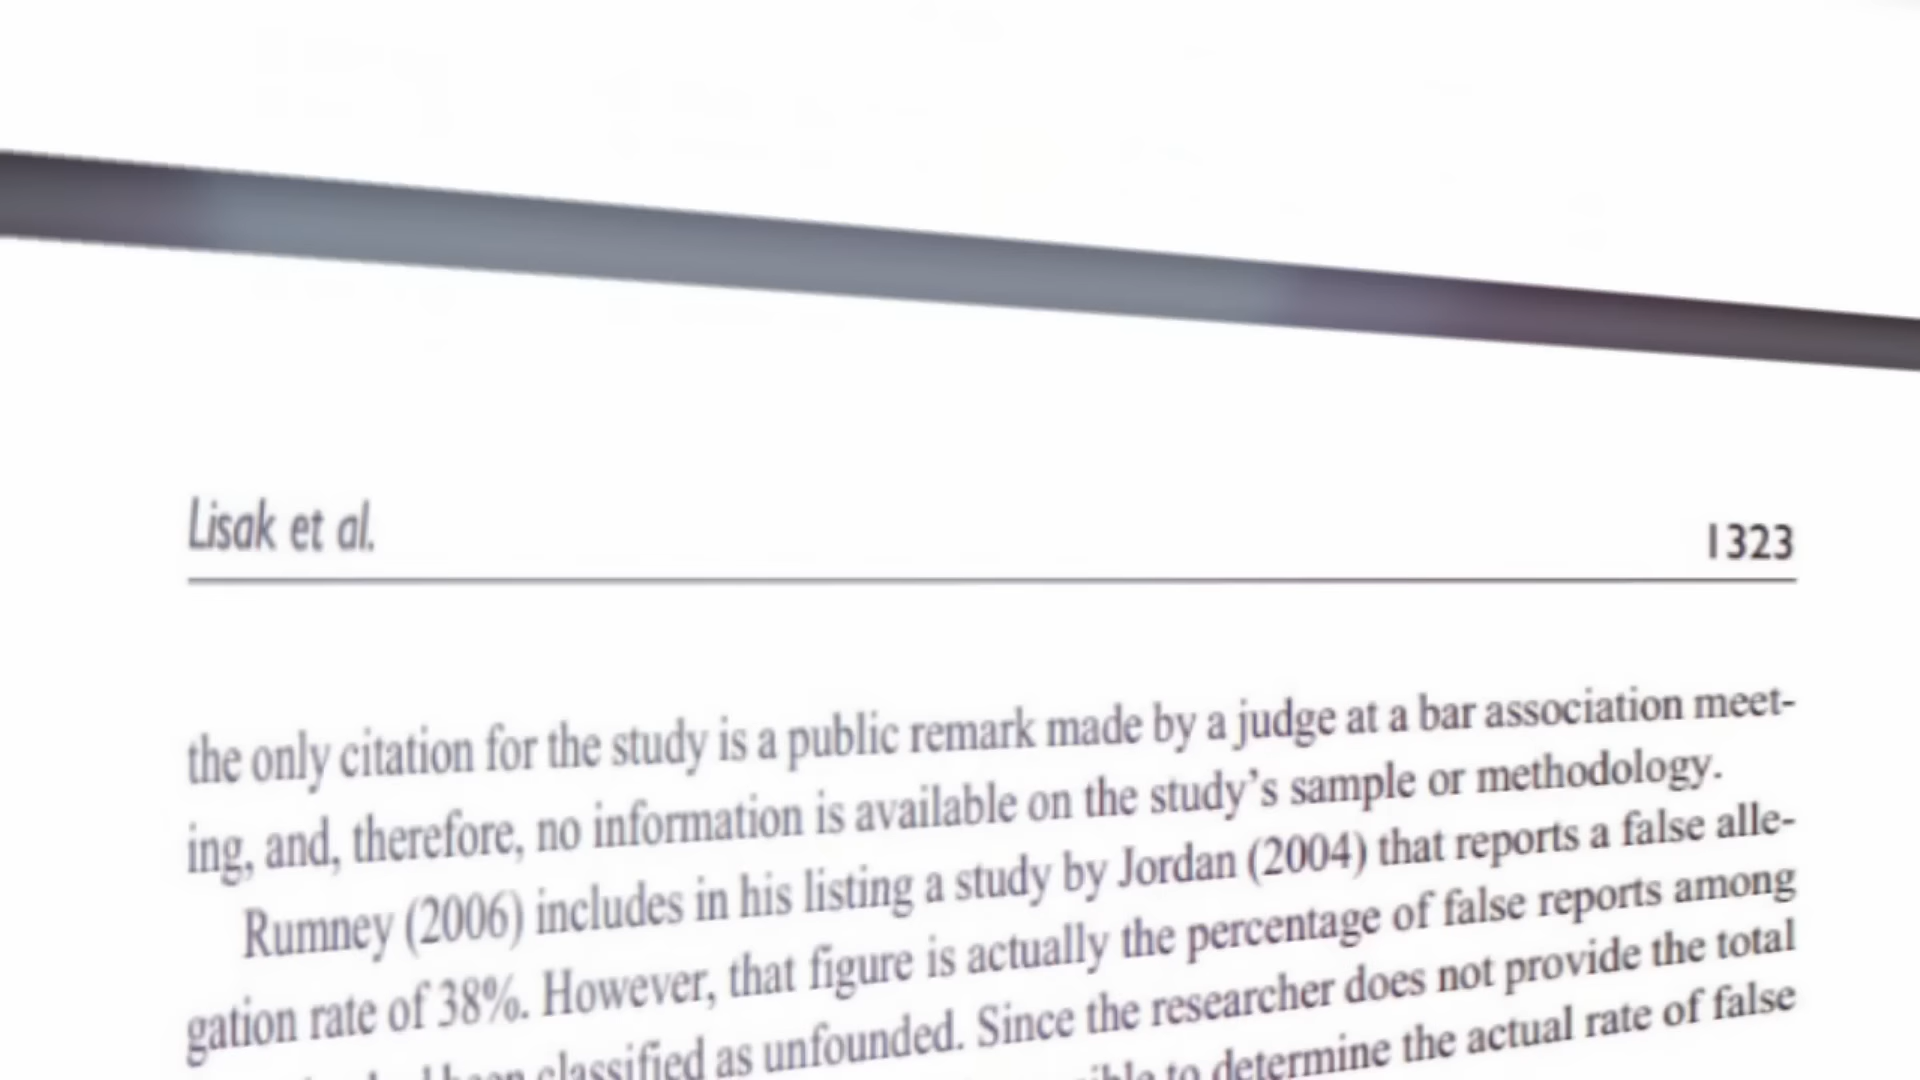 Lisak et al.
1323
the only citation for the study is a public remark made by a judge at a bar association meet-
ing, and, therefore, no information is available on the study's sample or methodology.
Rumney (2006) includes in his listing a study by Jordan (2004) that reports a false alle-
gation rate of 38%. However, that figure is actually the percentage of false reports among
been classified as unfounded. Since the researcher does not provide the total
to determine the actual rate of false